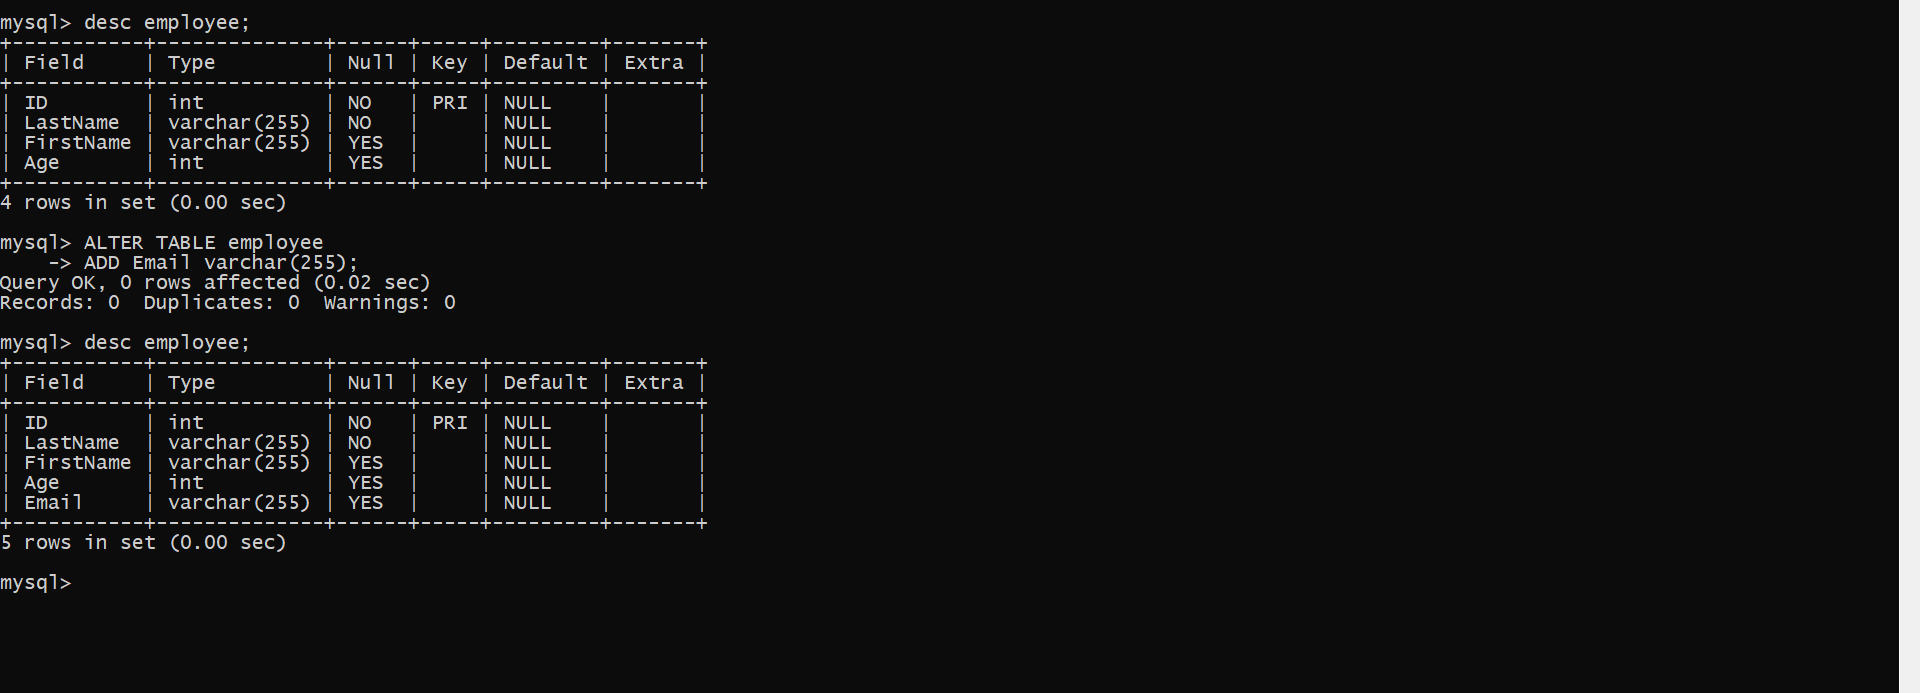 mysql> desc employee;
+-----------+--------------+------+-----+---------+-------+
| Field     | Type         | Null | Key | Default | Extra |
+-----------+--------------+------+-----+---------+-------+
| ID        | int          | NO   | PRI | NULL    |       |
| LastName  | varchar(255) | NO   |     | NULL    |       |
| FirstName | varchar(255) | YES  |     | NULL    |       |
| Age       | int          | YES  |     | NULL    |       |
+-----------+--------------+------+-----+---------+-------+
4 rows in set (0.00 sec)

mysql> ALTER TABLE employee
    -> ADD Email varchar(255);
Query OK, 0 rows affected (0.02 sec)
Records: 0  Duplicates: 0  Warnings: 0

mysql> desc employee;
+-----------+--------------+------+-----+---------+-------+
| Field     | Type         | Null | Key | Default | Extra |
+-----------+--------------+------+-----+---------+-------+
| ID        | int          | NO   | PRI | NULL    |       |
| LastName  | varchar(255) | NO   |     | NULL    |       |
| FirstName | varchar(255) | YES  |     | NULL    |       |
| Age       | int          | YES  |     | NULL    |       |
| Email     | varchar(255) | YES  |     | NULL    |       |
+-----------+--------------+------+-----+---------+-------+
5 rows in set (0.00 sec)

mysql>